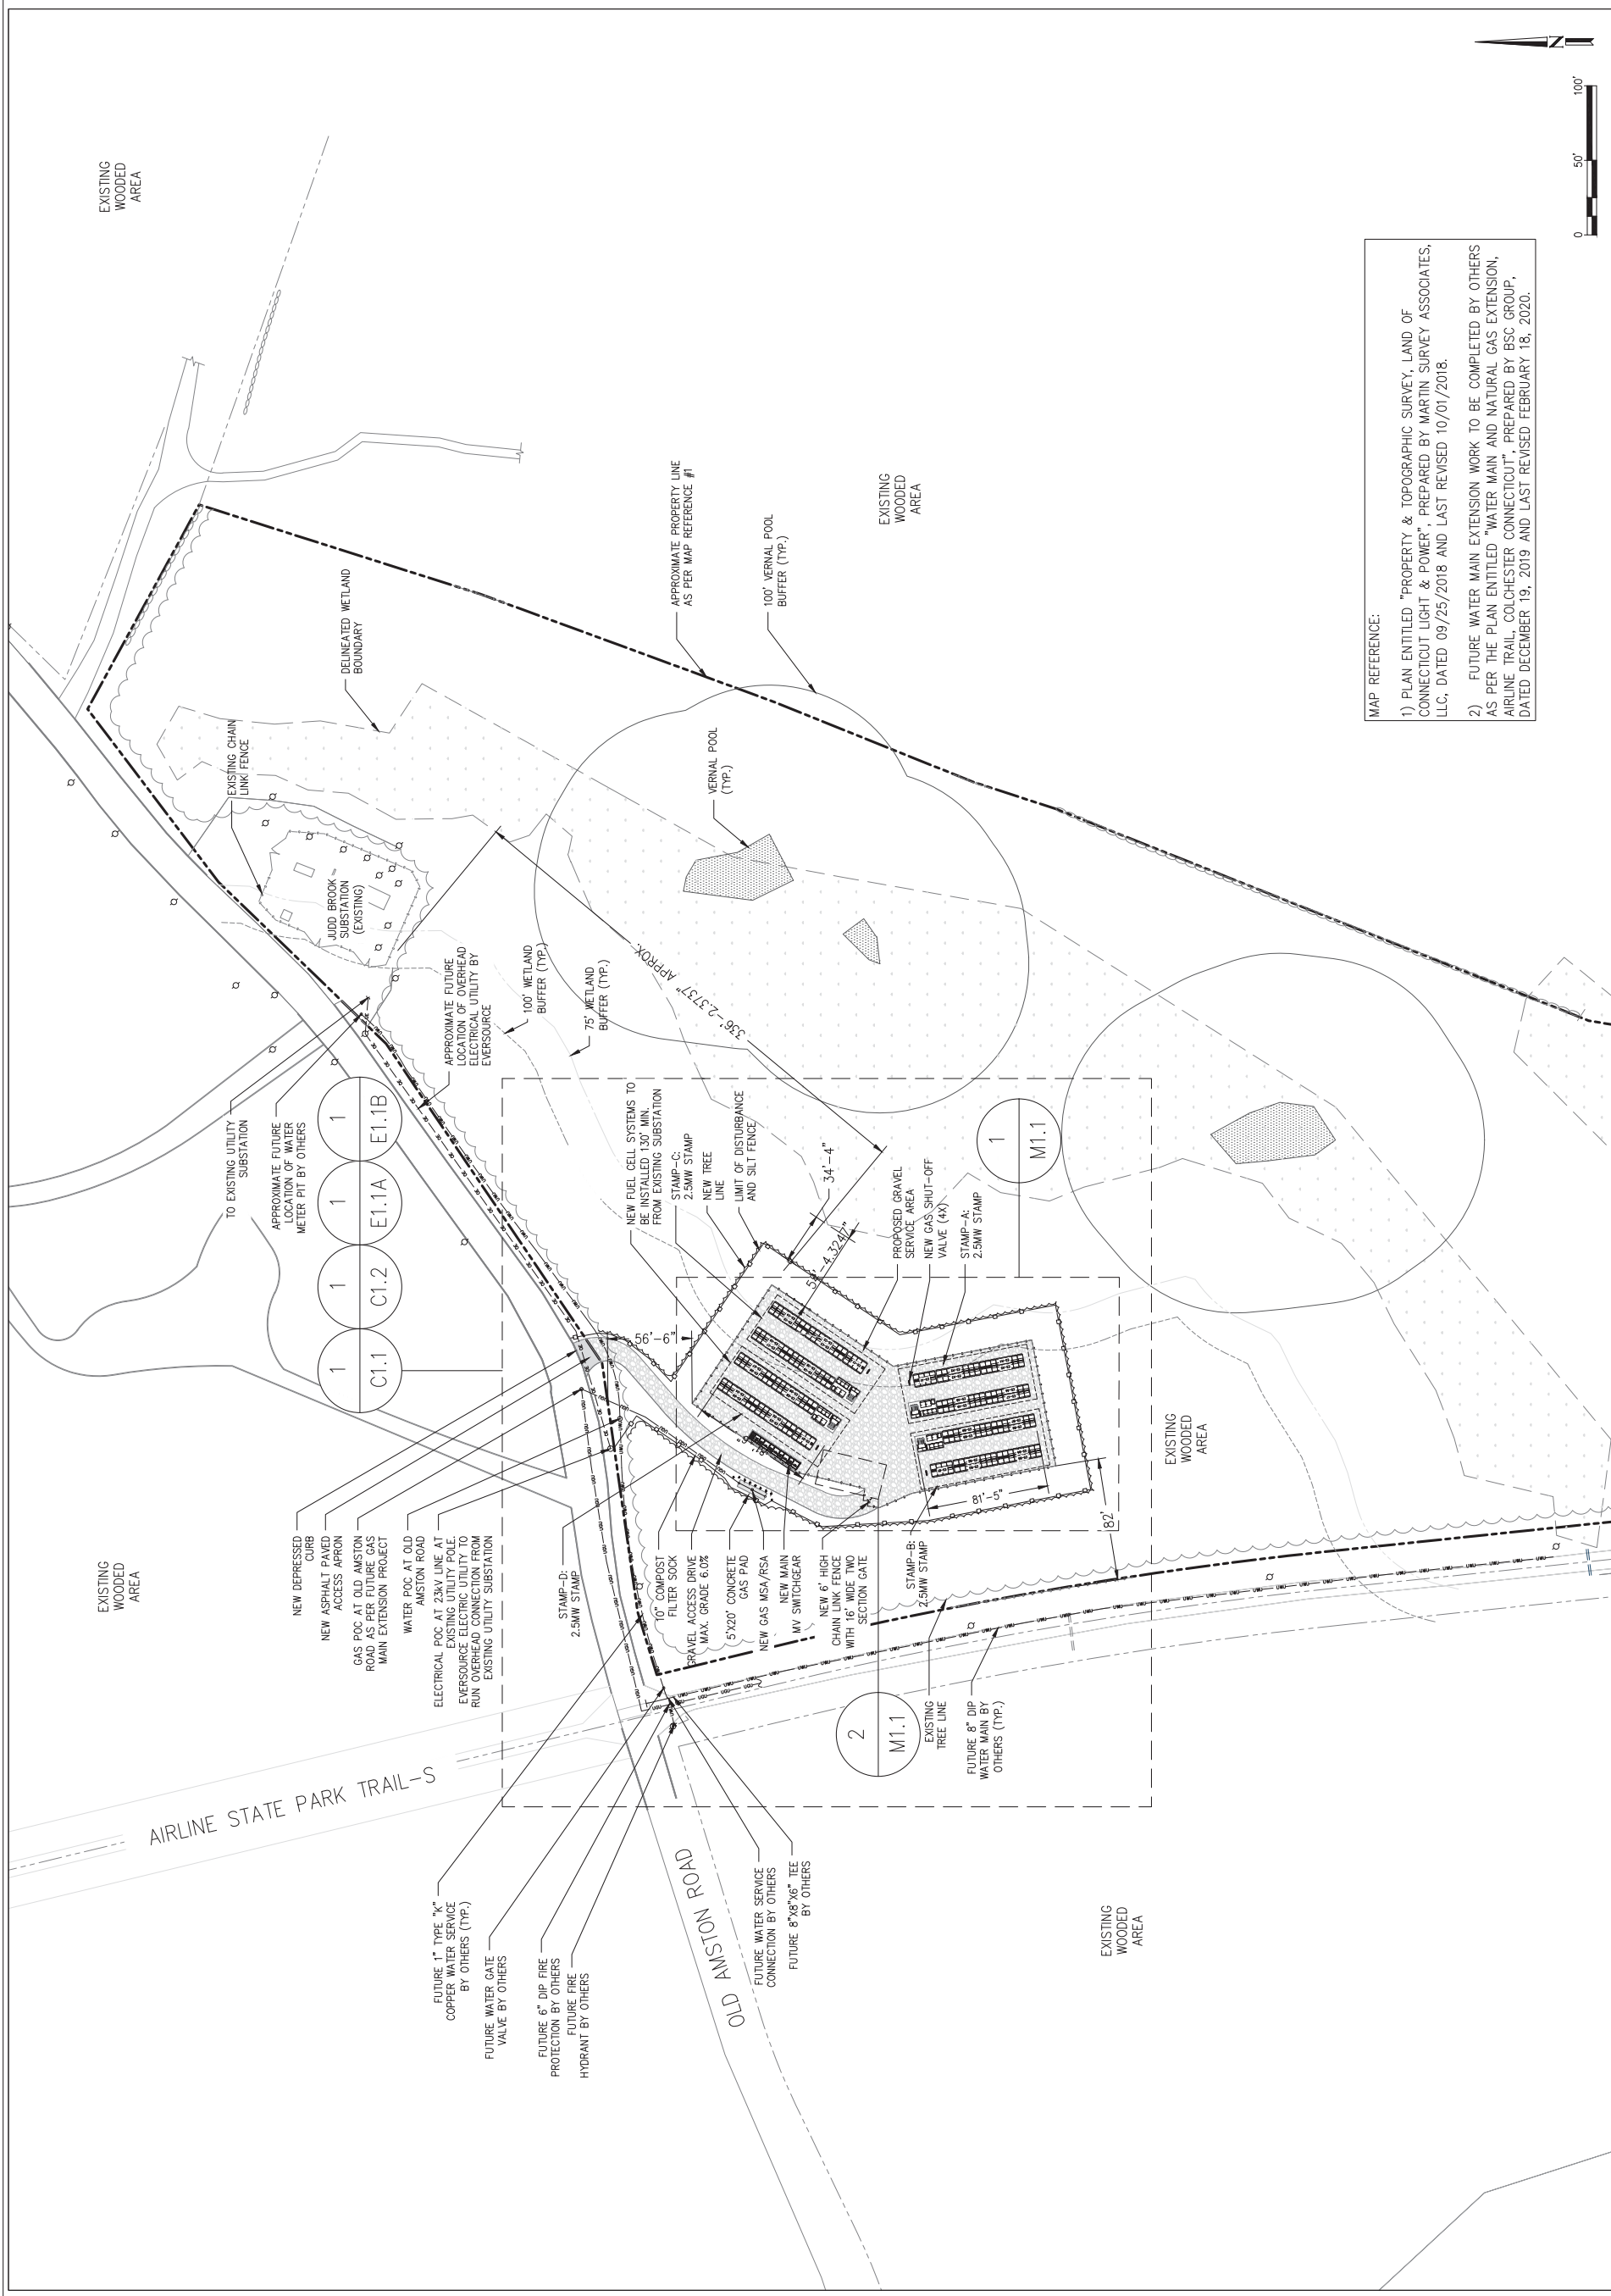 EXISTING
WOODED
AREA
N
0
50'
100'
EXISTING
WOODED
AREA
DELINEATED WETLAND
BOUNDARY
EXISTING CHAIN
LINK FENCE
JUDD BROOK
SUBSTATION
(EXISTING)
APPROXIMATE PROPERTY LINE
AS PER MAP REFERENCE #1
100' VERNAL POOL
BUFFER (TYP.)
VERNAL POOL
(TYP.)
EXISTING
WOODED
AREA
MAP REFERENCE:
1) PLAN ENTITLED "PROPERTY & TOPOGRAPHIC SURVEY, LAND OF
CONNECTICUT LIGHT & POWER", PREPARED BY MARTIN SURVEY ASSOCIATES,
LLC, DATED 09/25/2018 AND LAST REVISED 10/01/2018.
2) FUTURE WATER MAIN EXTENSION WORK TO BE COMPLETED BY OTHERS
AS PER THE PLAN ENTITLED "WATER MAIN AND NATURAL GAS EXTENSION,
AIRLINE TRAIL, COLCHESTER CONNECTICUT", PREPARED BY BSC GROUP,
DATED DECEMBER 19, 2019 AND LAST REVISED FEBRUARY 18, 2020.
TO EXISTING UTILITY
SUBSTATION
APPROXIMATE FUTURE
LOCATION OF WATER
METER PIT BY OTHERS
1
C1.1
1
C1.2
1
E1.1A
1
E1.1B
APPROXIMATE FUTURE
LOCATION OF OVERHEAD
ELECTRICAL UTILITY BY
EVERSOURCE
100' WETLAND
BUFFER (TYP.)
75' WETLAND
BUFFER (TYP.)
336'-2.3737" APPROX.
NEW FUEL CELL SYSTEMS TO
BE INSTALLED 130' MIN.
FROM EXISTING SUBSTATION
STAMP-C:
2.5MW STAMP
NEW TREE
LINE
LIMIT OF DISTURBANCE
AND SILT FENCE
34'-4"
PROPOSED GRAVEL
SERVICE AREA
NEW GAS SHUT-OFF
VALVE (4X)
STAMP-A:
2.5MW STAMP
1
M1.1
56'-6"
81'-5"
82'
EXISTING
WOODED
AREA
NEW DEPRESSED
CURB
NEW ASPHALT PAVED
ACCESS APRON
GAS POC AT OLD AMSTON
ROAD AS PER FUTURE GAS
MAIN EXTENSION PROJECT
WATER POC AT OLD
AMSTON ROAD
ELECTRICAL POC AT 23kV LINE AT
EXISTING UTILITY POLE.
EVERSOURCE ELECTRIC UTILITY TO
RUN OVERHEAD CONNECTION FROM
EXISTING UTILITY SUBSTATION
STAMP-D:
2.5MW STAMP
10" COMPOST
FILTER SOCK
GRAVEL ACCESS DRIVE
MAX. GRADE 6.0%
5'X20' CONCRETE
GAS PAD
NEW GAS MSA/RSA
NEW MAIN
MV SWITCHGEAR
NEW 6' HIGH
CHAIN LINK FENCE
WITH 16' WIDE TWO
SECTION GATE
STAMP-B:
2.5MW STAMP
2
M1.1
EXISTING
TREE LINE
FUTURE 8" DIP
WATER MAIN BY
OTHERS (TYP.)
AIRLINE STATE PARK TRAIL-S
OLD AMSTON ROAD
FUTURE 1" TYPE "K"
COPPER WATER SERVICE
BY OTHERS (TYP.)
FUTURE WATER GATE
VALVE BY OTHERS
FUTURE 6" DIP FIRE
PROTECTION BY OTHERS
FUTURE FIRE
HYDRANT BY OTHERS
FUTURE WATER SERVICE
CONNECTION BY OTHERS
FUTURE 8"X8"X6" TEE
BY OTHERS
EXISTING
WOODED
AREA